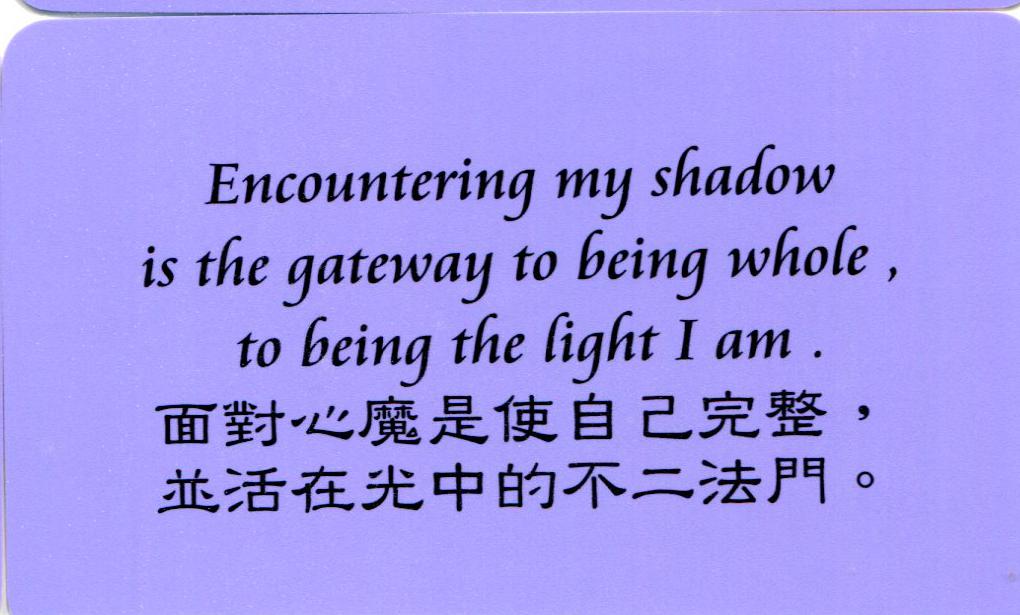 Encountering my shadow
is the gateway to being whole ,
to being the light I am .
面對心魔是使自己完整，
並活在光中的不二法門。